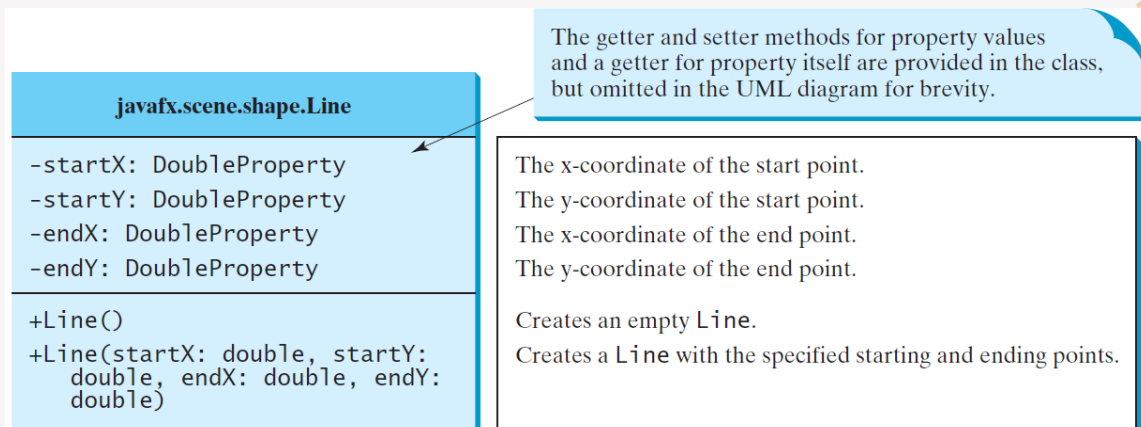 The getter and setter methods for property values
and a getter for property itself are provided in the class,
but omitted in the UML diagram for brevity.
javafx.scene.shape.Line
-startX: DoubleProperty
-startY: DoubleProperty
-endX: DoubleProperty
-endY: DoubleProperty
The x-coordinate of the start point.
The y-coordinate of the start point.
The x-coordinate of the end point.
The y-coordinate of the end point.
+Line()
+Line(startX: double, startY:
double, endX: double, endY:
double)
Creates an empty Line.
Creates a Line with the specified starting and ending points.